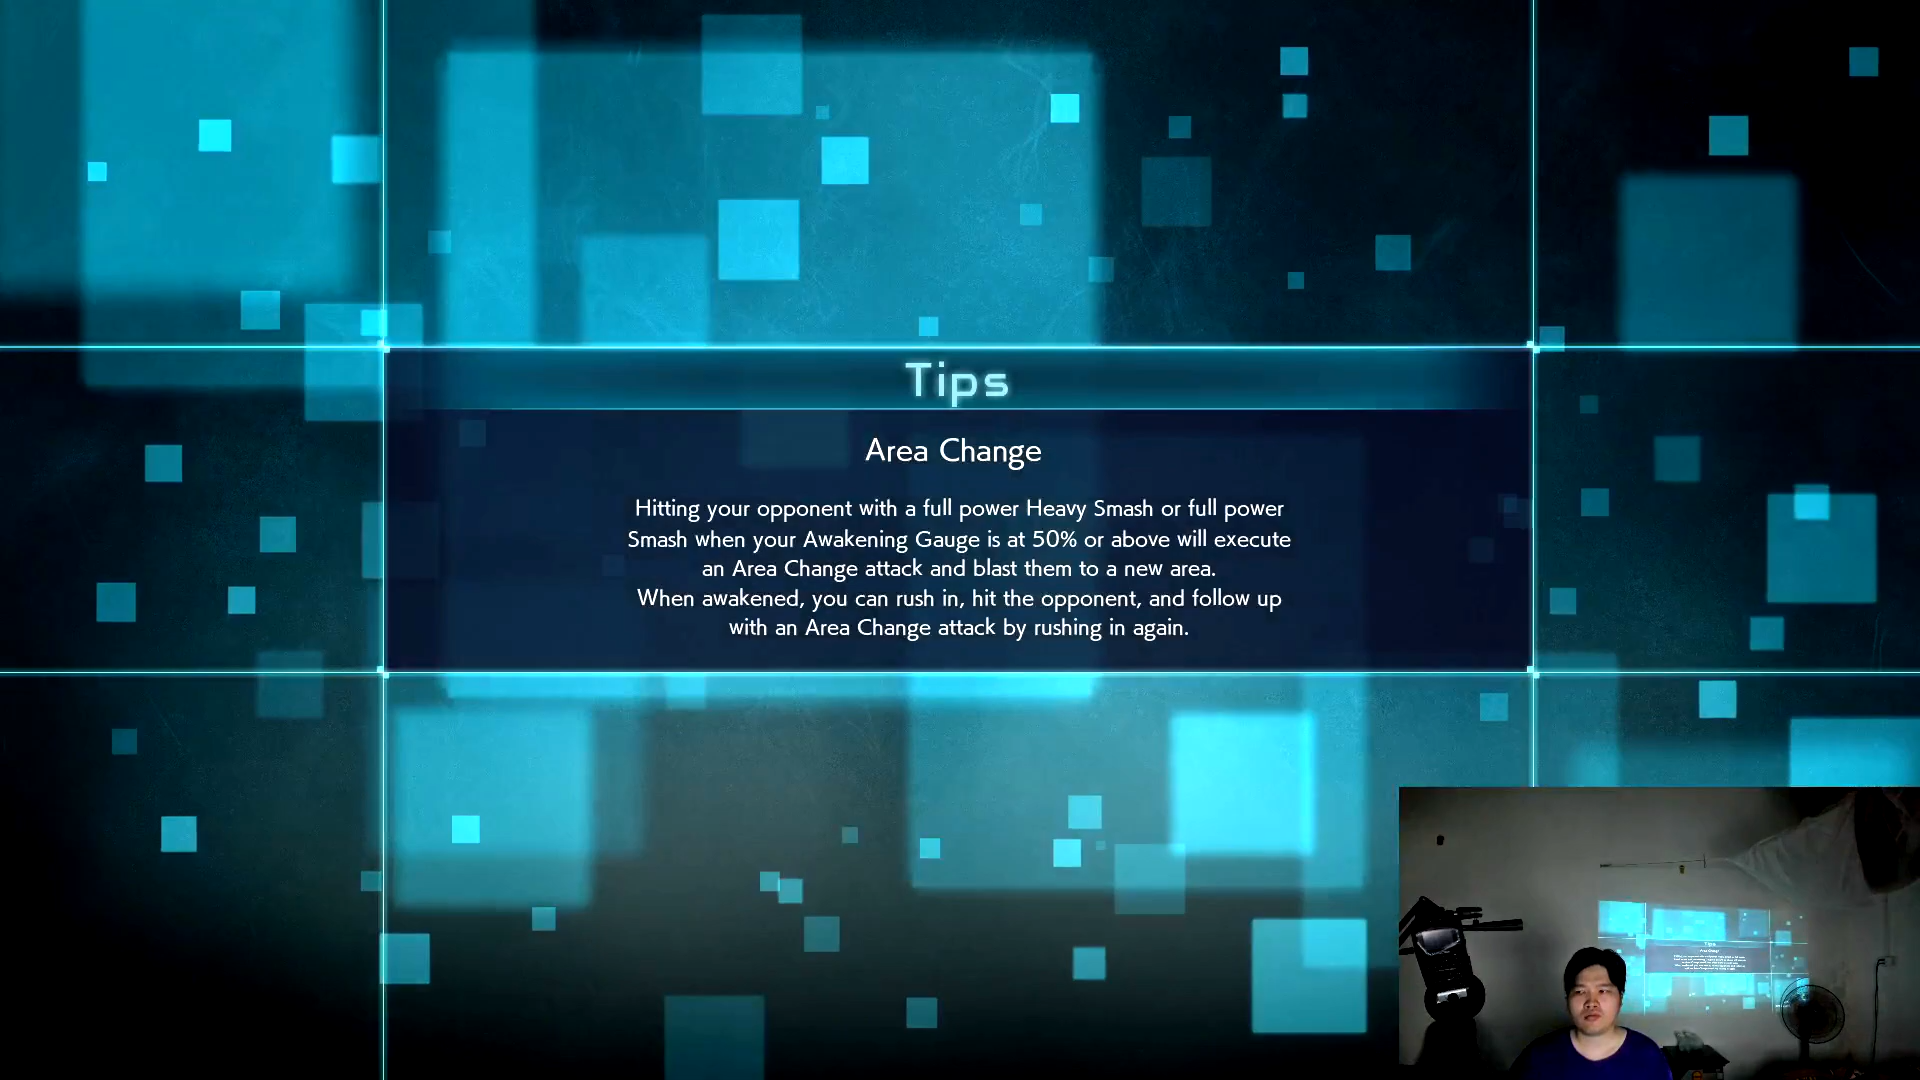 Tips
Area Change
Hitting your opponent with a full power Heavy Smash or full power
Smash when your Awakening Gauge is at 50% or above will execute
an Area Change attack and blast them to a new area.
When awakened, you can rush in, hit the opponent, and follow up
with an Area Change attack by rushing in again.